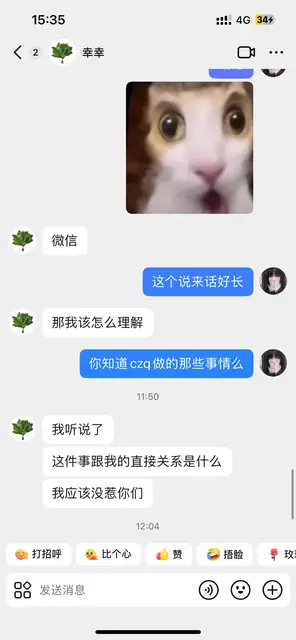 15:35
4G 34
2 幸幸
微信
这个说来话好长
那我该怎么理解
你知道czq做的那些事情么
11:50
我听说了
这件事跟我的直接关系是什么
我应该没惹你们
12:04
打招呼 比个心 赞 捂脸 玫
发送消息